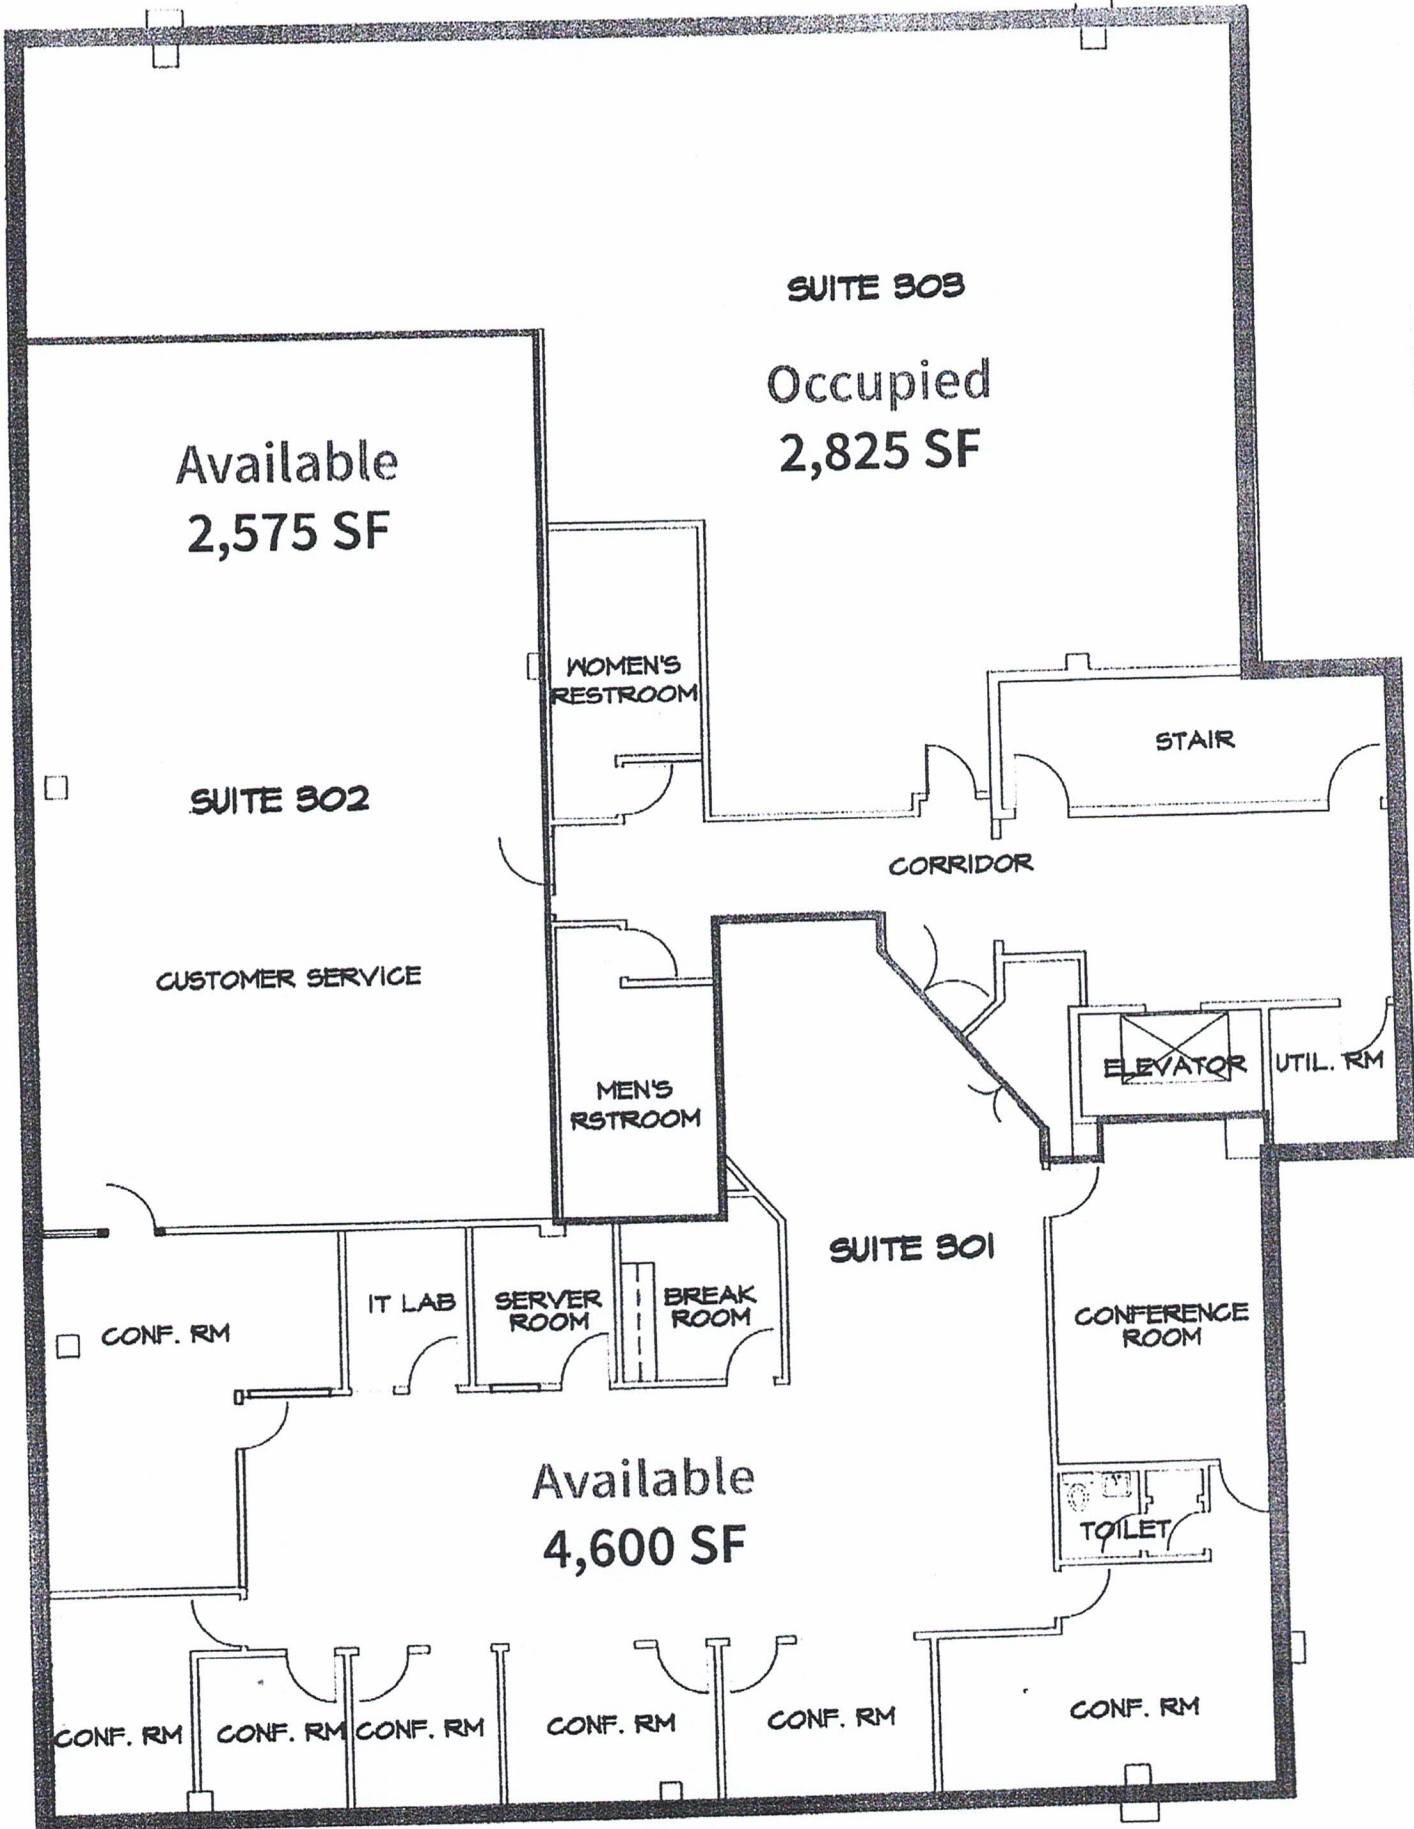 SUITE 303
Occupied
2,825 SF
Available
2,575 SF
WOMEN'S
RESTROOM
STAIR
SUITE 302
CORRIDOR
CUSTOMER SERVICE
ELEVATOR
UTIL. RM
MEN'S
RSTROOM
SUITE 301
IT LAB
SERVER
ROOM
BREAK
ROOM
CONFERENCE
ROOM
CONF. RM
Available
4,600 SF
TOILET
CONF. RM
CONF. RM
CONF. RM
CONF. RM
CONF. RM
CONF. RM